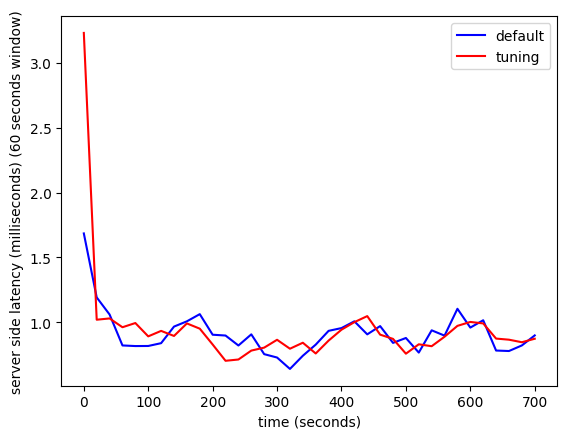 default
tuning
server side latency (milliseconds) (60 seconds window)
3.0
2.5
2.0
1.5
1.0
0 100 200 300 400 500 600 700
time (seconds)